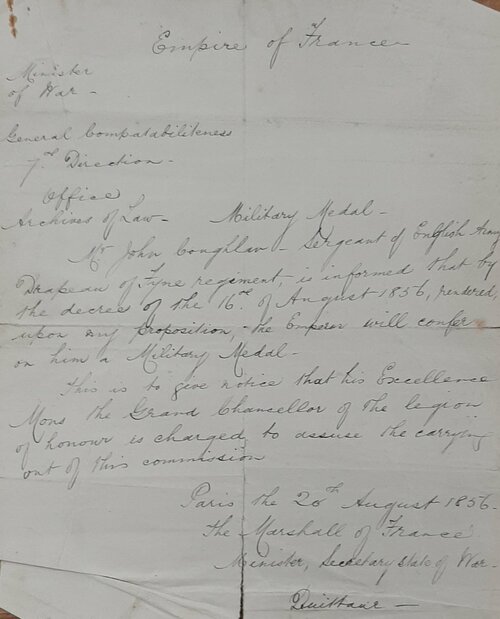 Empire of France
Minister
of War -
General Compatabiliteness
7th Direction -
Office
Archives of Law - Military Medal -
Mr John Coughlan - Sergeant of English Army
Drapeau of Tyne regiment, - is informed that by
the decree of the 16th of August 1856, rendered
upon my proposition, - the Emperor will confer
on him a Military Medal -
This is to give notice that his Excellence
Mons the Grand Chancellor of the legion
of honour is charged to assuse the carrying
out of this commission
Paris the 26th August 1856.
The Marshall of France
Minister, Secretary State of War -